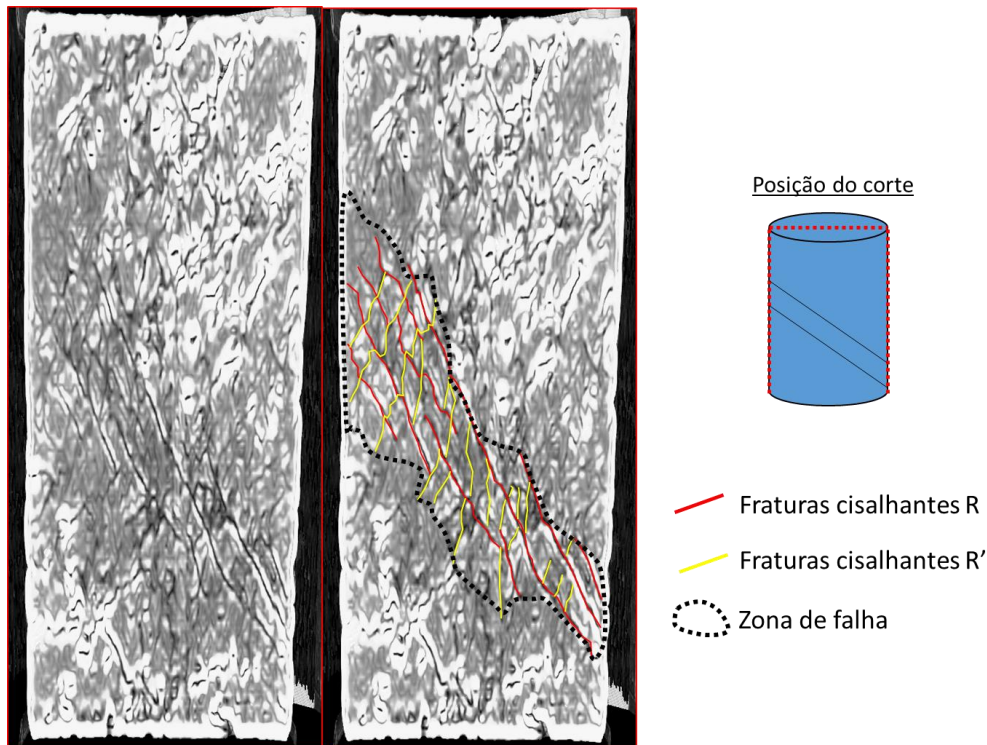 Posição do corte
Fraturas cisalhantes R
Fraturas cisalhantes R’
Zona de falha